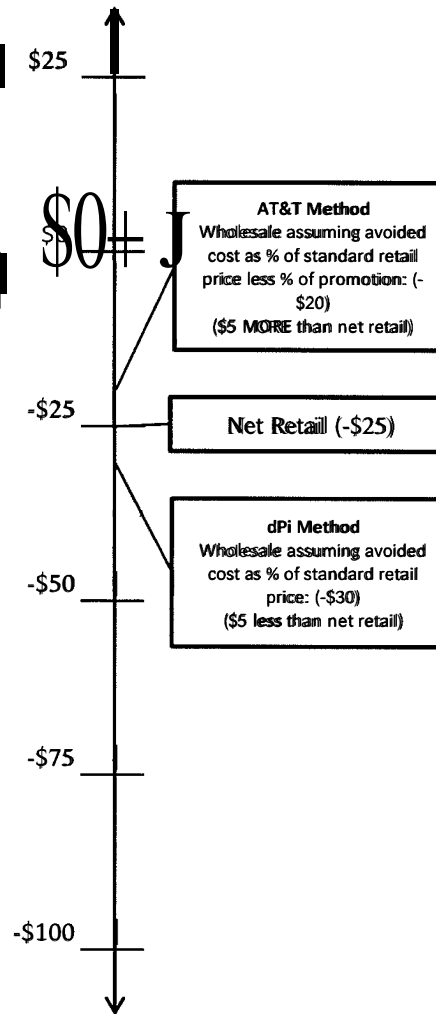 $25
$0
AT&T Method
Wholesale assuming avoided
cost as % of standard retail
price less % of promotion: (-
$20)
($5 MORE than net retail)
-$25
Net Retail (-$25)
dPi Method
Wholesale assuming avoided
cost as % of standard retail
price: (-$30)
($5 less than net retail)
-$50
-$75
-$100